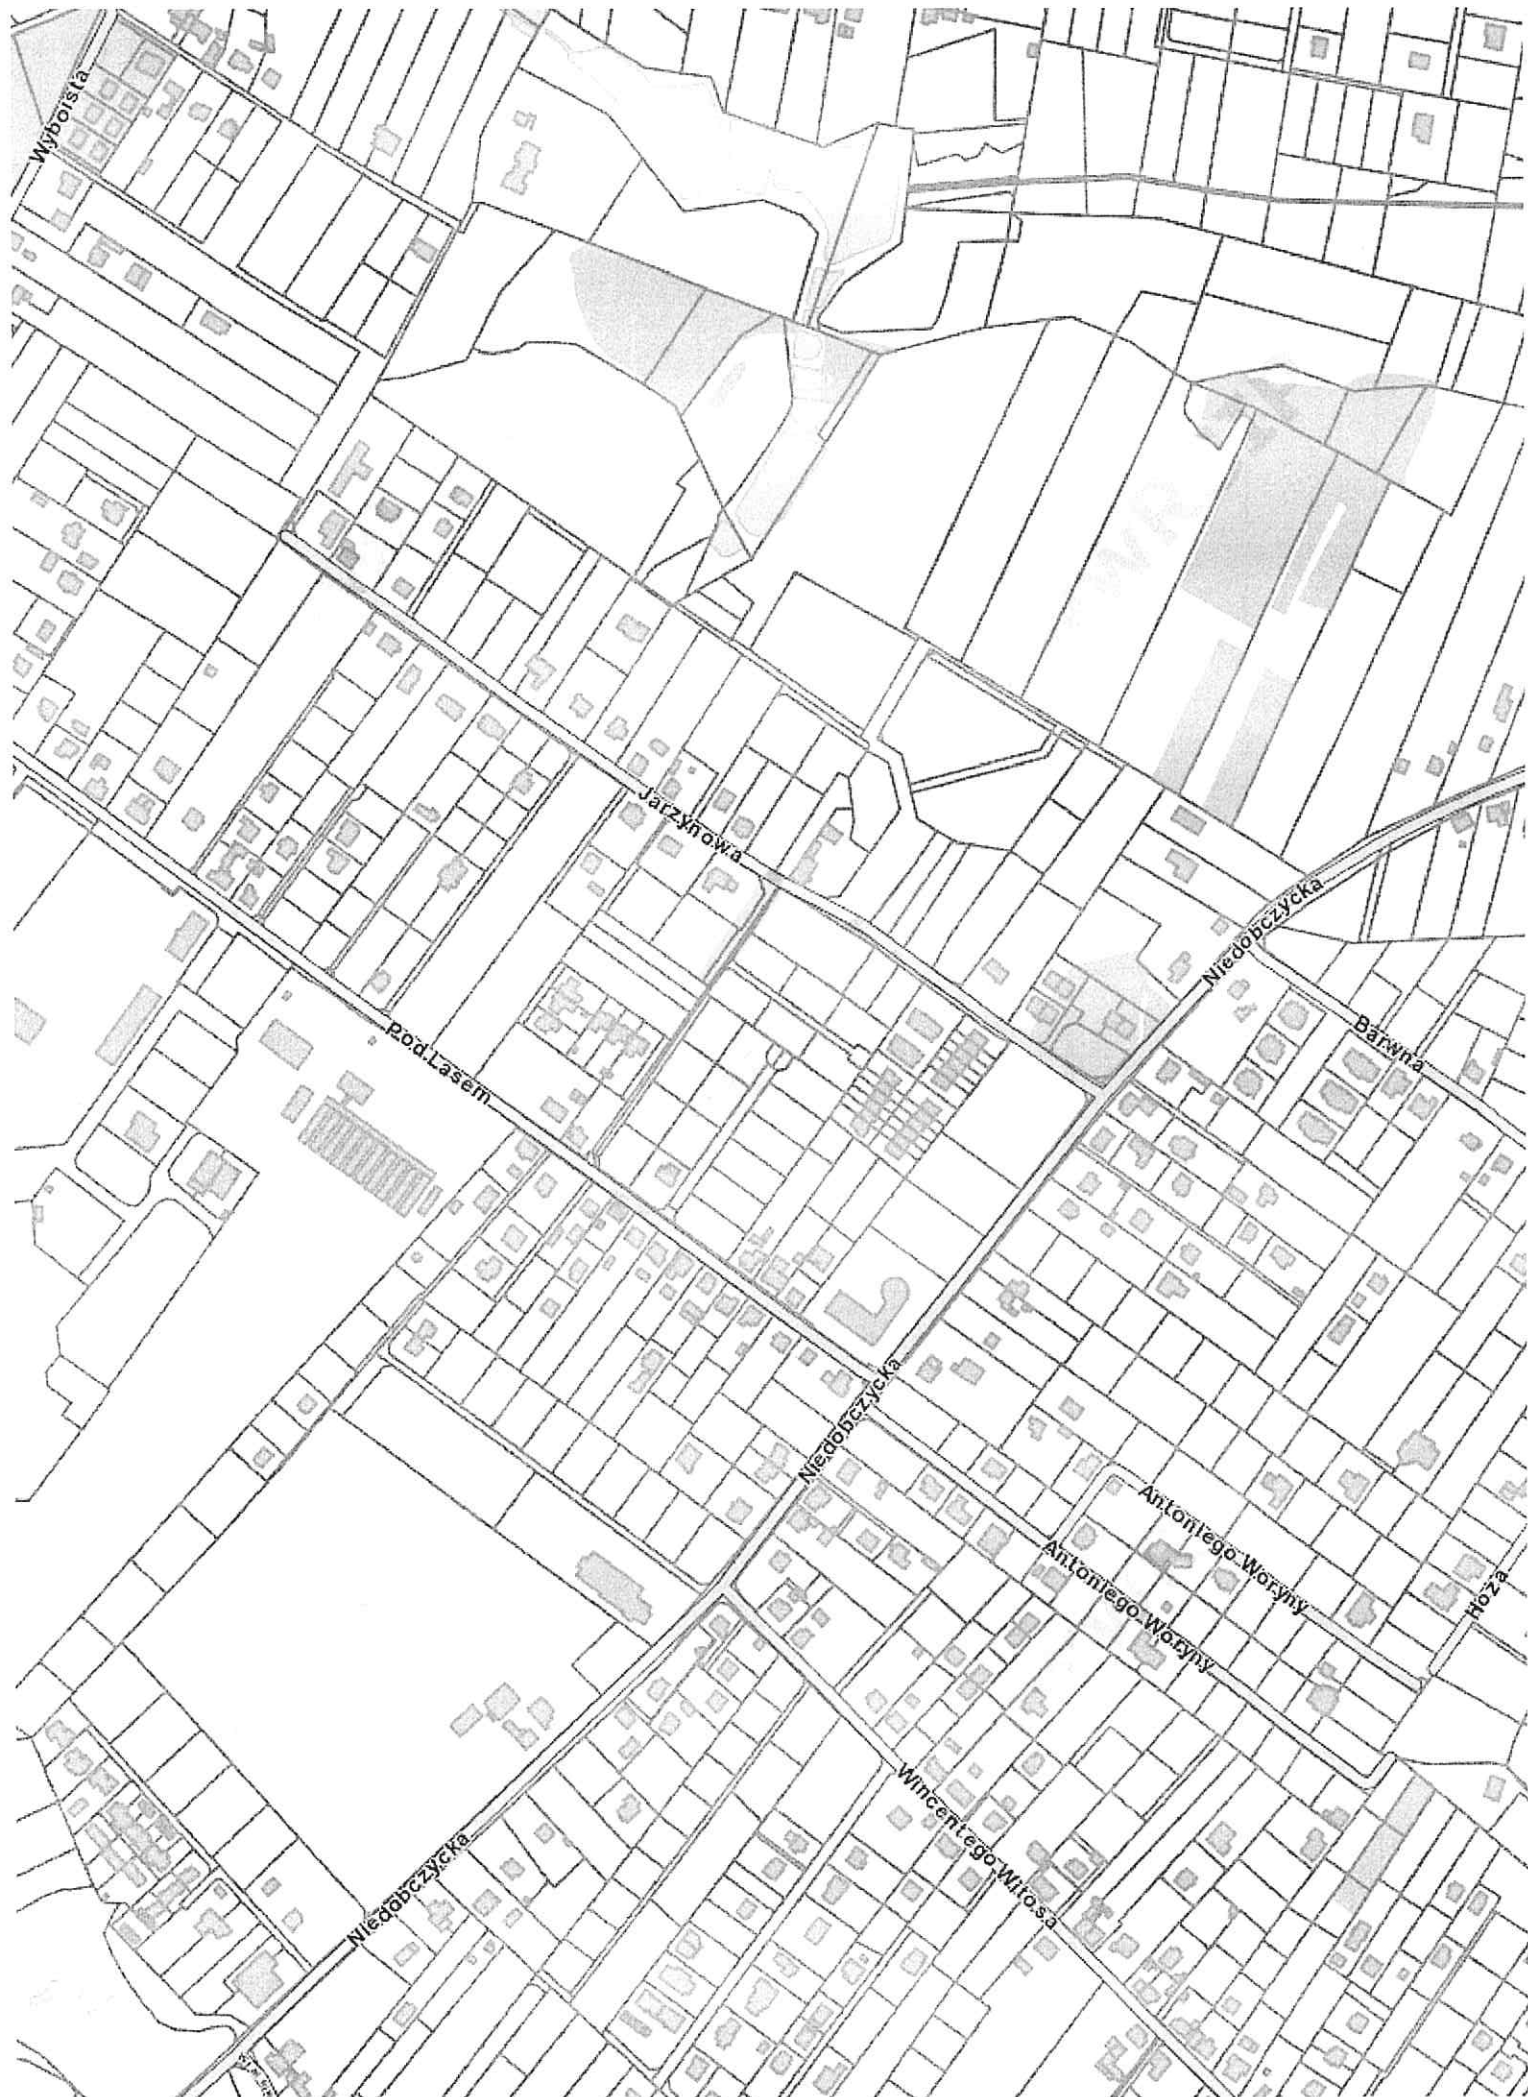 Wyboista
Jarzynowa
Niedobczycka
Barwna
Pod Lasem
Niedobczycka
Antoniego Woryny
Antoniego Woryny
Hoża
Wincentego Witosa
Niedobczycka